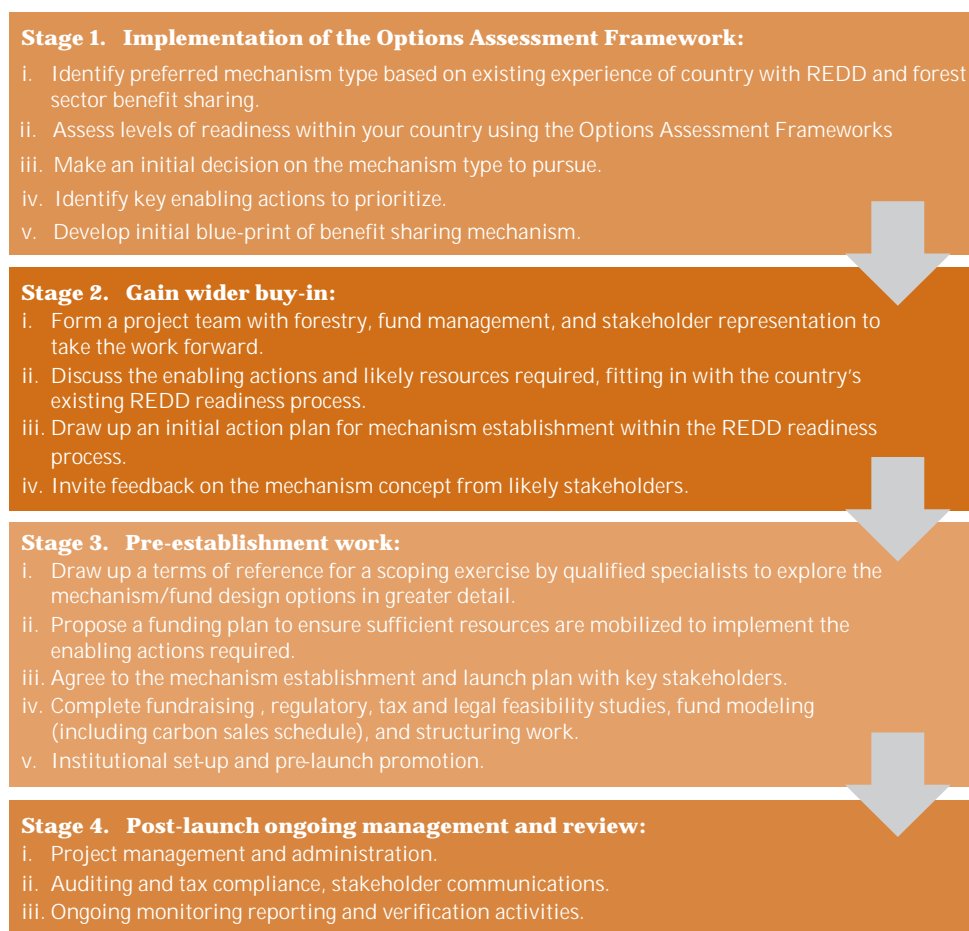 Stage 1. Implementation of the Options Assessment Framework:
i. Identify preferred mechanism type based on existing experience of country with REDD and forest
sector benefit sharing.
ii. Assess levels of readiness within your country using the Options Assessment Frameworks
iii. Make an initial decision on the mechanism type to pursue.
iv. Identify key enabling actions to prioritize.
v. Develop initial blue-print of benefit sharing mechanism.
Stage 2. Gain wider buy-in:
i. Form a project team with forestry, fund management, and stakeholder representation to
take the work forward.
ii. Discuss the enabling actions and likely resources required, fitting in with the country's
existing REDD readiness process.
iii. Draw up an initial action plan for mechanism establishment within the REDD readiness
process.
iv. Invite feedback on the mechanism concept from likely stakeholders.
Stage 3. Pre-establishment work:
i. Draw up a terms of reference for a scoping exercise by qualified specialists to explore the
mechanism/fund design options in greater detail.
ii. Propose a funding plan to ensure sufficient resources are mobilized to implement the
enabling actions required.
iii. Agree to the mechanism establishment and launch plan with key stakeholders.
iv. Complete fundraising , regulatory, tax and legal feasibility studies, fund modeling
(including carbon sales schedule), and structuring work.
v. Institutional set-up and pre-launch promotion.
Stage 4. Post-launch ongoing management and review:
i. Project management and administration.
ii. Auditing and tax compliance, stakeholder communications.
iii. Ongoing monitoring reporting and verification activities.